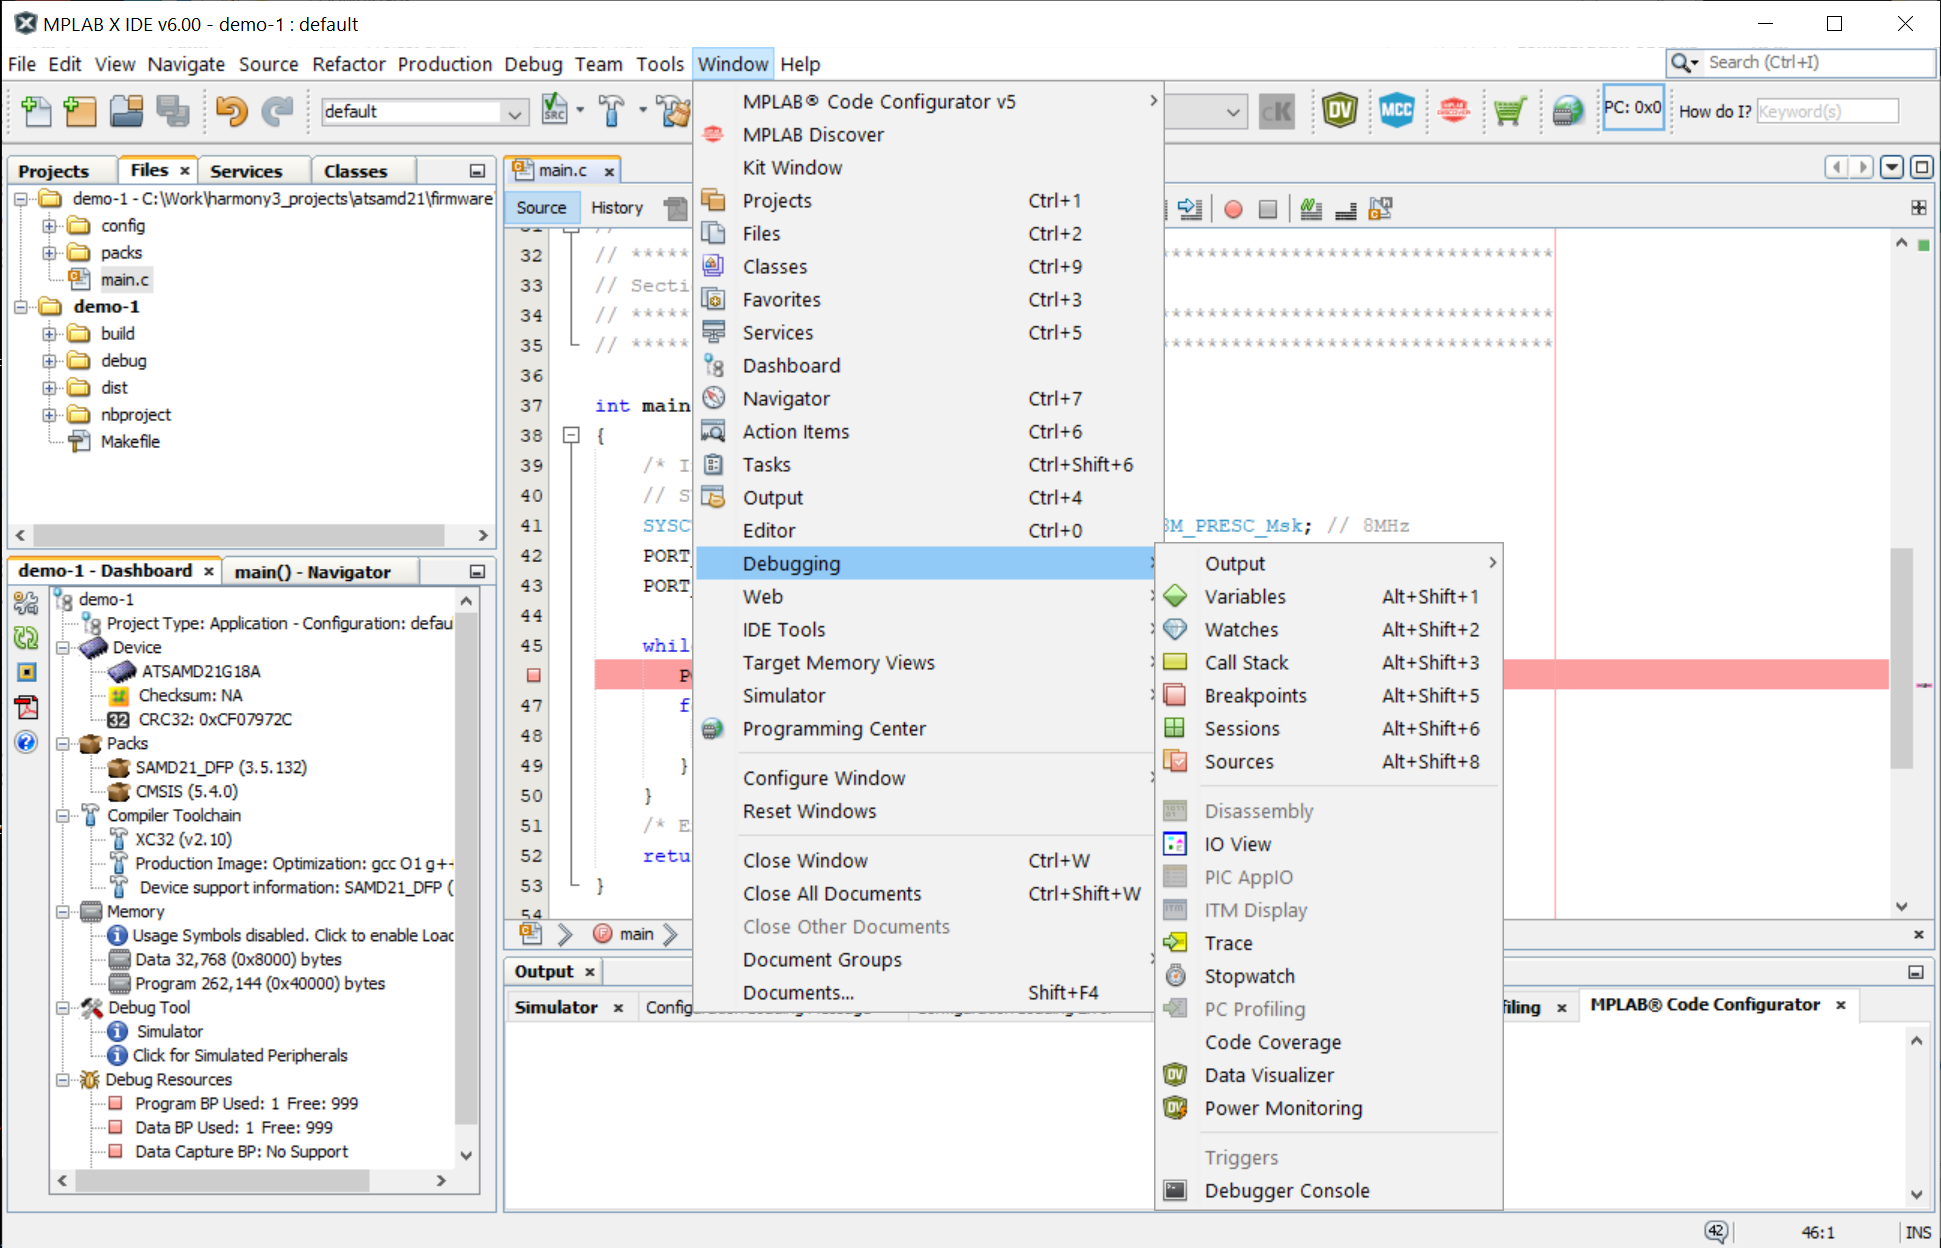 MPLAB X IDE v6.00 - demo-1 : default
File Edit View Navigate Source Refactor Production Debug Team Tools Window Help
Search (Ctrl+I)
default
SRC
cK
DV
MCC
PC: 0x0
How do I?
Keyword(s)
Projects
Files
Services
Classes
demo-1 - C:\Work\harmony3_projects\atsamd21\firmware
config
packs
main.c
demo-1
build
debug
dist
nbproject
Makefile
demo-1 - Dashboard
main() - Navigator
demo-1
Project Type: Application - Configuration: defau
Device
ATSAMD21G18A
Checksum: NA
32 CRC32: 0xCF07972C
Packs
SAMD21_DFP (3.5.132)
CMSIS (5.4.0)
Compiler Toolchain
XC32 (v2.10)
Production Image: Optimization: gcc O1 g++
Device support information: SAMD21_DFP (
Memory
Usage Symbols disabled. Click to enable Load
Data 32,768 (0x8000) bytes
Program 262,144 (0x40000) bytes
Debug Tool
Simulator
Click for Simulated Peripherals
Debug Resources
Program BP Used: 1 Free: 999
Data BP Used: 1 Free: 999
Data Capture BP: No Support
main.c
Source
History
31 //
32 // ***** *********************************
33 // Secti
34 // ***** *********************************
35 // ***** *********************************
36
37 int main
38 {
39 /* I
40 // S
41 SYSC M_PRESC_Msk; // 8MHz
42 PORT_
43 PORT_
44
45 whil
P
47 f
48
49 }
50 }
51 /* E
52 retu
53 }
54
main
Output
Simulator
Config
filing
MPLAB® Code Configurator
MPLAB® Code Configurator v5
MPLAB Discover
Kit Window
Projects Ctrl+1
Files Ctrl+2
Classes Ctrl+9
Favorites Ctrl+3
Services Ctrl+5
Dashboard
Navigator Ctrl+7
Action Items Ctrl+6
Tasks Ctrl+Shift+6
Output Ctrl+4
Editor Ctrl+0
Debugging
Web
IDE Tools
Target Memory Views
Simulator
Programming Center
Configure Window
Reset Windows
Close Window Ctrl+W
Close All Documents Ctrl+Shift+W
Close Other Documents
Document Groups
Documents... Shift+F4
Output
Variables Alt+Shift+1
Watches Alt+Shift+2
Call Stack Alt+Shift+3
Breakpoints Alt+Shift+5
Sessions Alt+Shift+6
Sources Alt+Shift+8
Disassembly
IO View
PIC AppIO
ITM Display
Trace
Stopwatch
PC Profiling
Code Coverage
Data Visualizer
Power Monitoring
Triggers
Debugger Console
42
46:1
INS